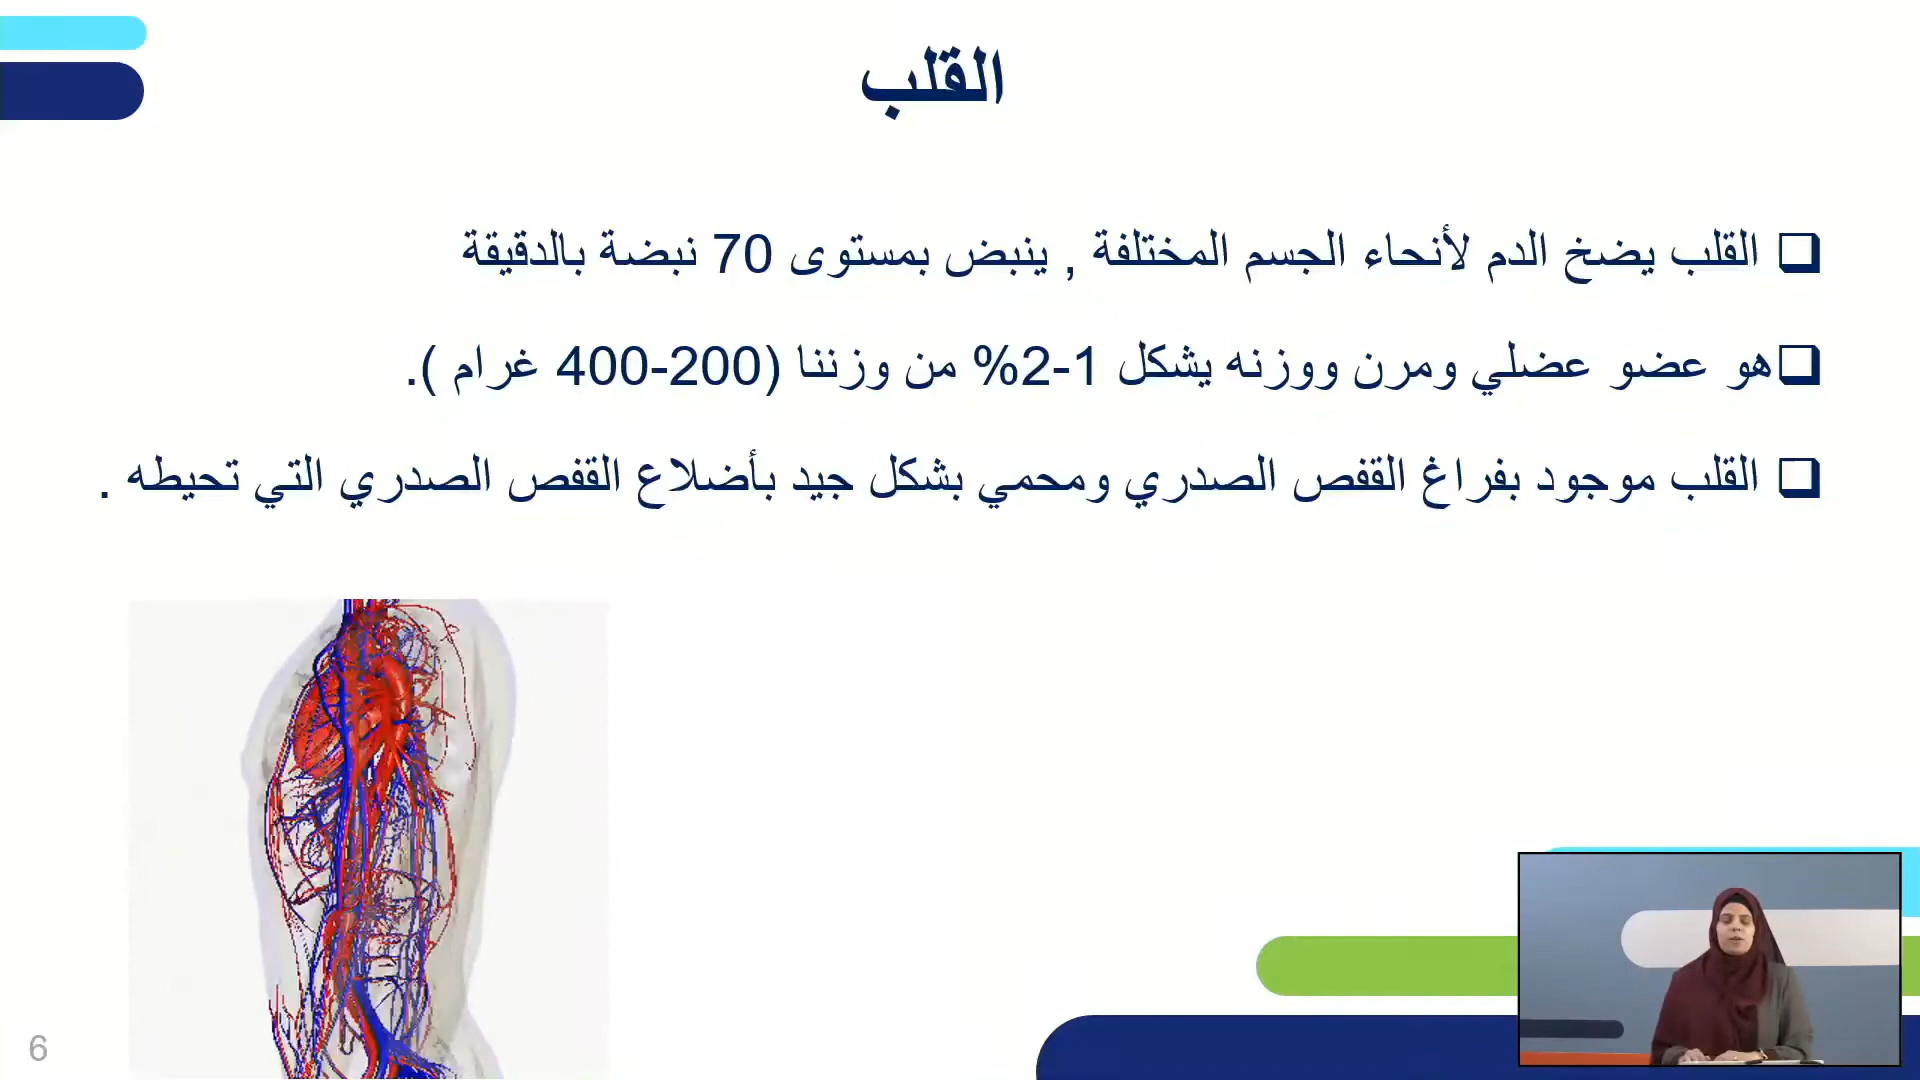 القلب
القلب يضخ الدم لأنحاء الجسم المختلفة , ينبض بمستوى 70 نبضة بالدقيقة
هو عضو عضلي ومرن ووزنه يشكل 1-2% من وزننا (200-400 غرام ).
القلب موجود بفراغ القفص الصدري ومحمي بشكل جيد بأضلاع القفص الصدري التي تحيطه .
6